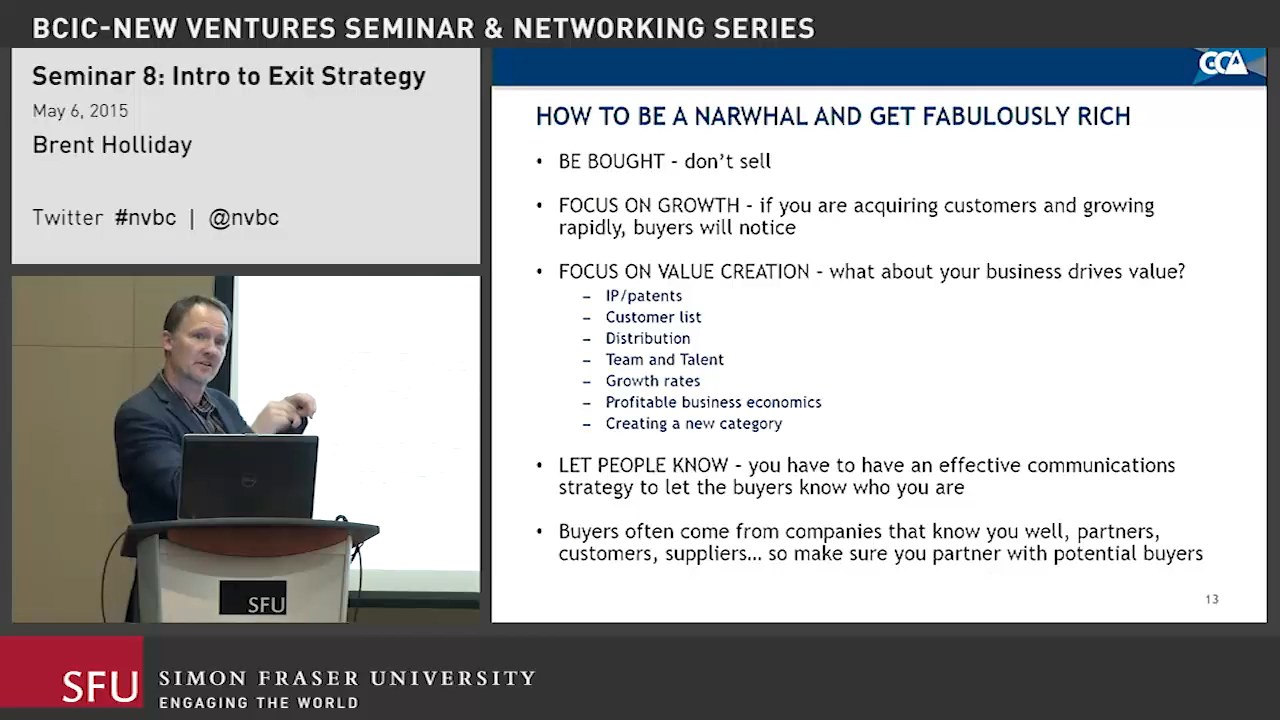 BCIC-NEW VENTURES SEMINAR & NETWORKING SERIES
Seminar 8: Intro to Exit Strategy
May 6, 2015
Brent Holliday
Twitter #nvbc | @nvbc
GCA
HOW TO BE A NARWHAL AND GET FABULOUSLY RICH
• BE BOUGHT - don't sell
• FOCUS ON GROWTH - if you are acquiring customers and growing
rapidly, buyers will notice
• FOCUS ON VALUE CREATION - what about your business drives value?
– IP/patents
– Customer list
– Distribution
– Team and Talent
– Growth rates
– Profitable business economics
– Creating a new category
• LET PEOPLE KNOW - you have to have an effective communications
strategy to let the buyers know who you are
• Buyers often come from companies that know you well, partners,
customers, suppliers... so make sure you partner with potential buyers
13
SFU
SFU
SIMON FRASER UNIVERSITY
ENGAGING THE WORLD